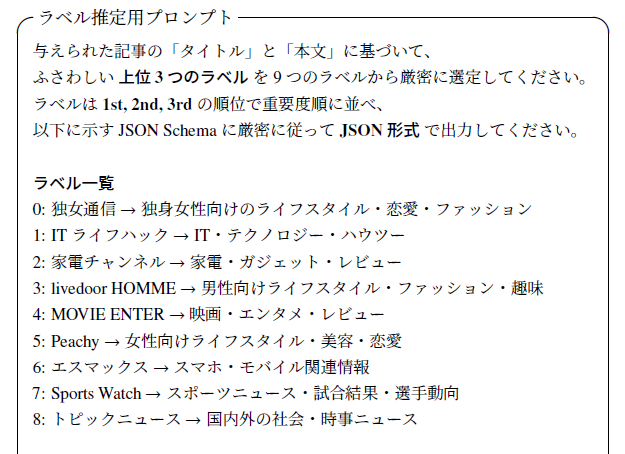 ラベル推定用プロンプト
与えられた記事の「タイトル」と「本文」に基づいて、
ふさわしい 上位 3 つのラベル を 9 つのラベルから厳密に選定してください。
ラベルは 1st, 2nd, 3rd の順位で重要度順に並べ、
以下に示す JSON Schema に厳密に従って JSON 形式 で出力してください。
ラベル一覧
0: 独女通信 → 独身女性向けのライフスタイル・恋愛・ファッション
1: IT ライフハック → IT・テクノロジー・ハウツー
2: 家電チャンネル → 家電・ガジェット・レビュー
3: livedoor HOMME → 男性向けライフスタイル・ファッション・趣味
4: MOVIE ENTER → 映画・エンタメ・レビュー
5: Peachy → 女性向けライフスタイル・美容・恋愛
6: エスマックス → スマホ・モバイル関連情報
7: Sports Watch → スポーツニュース・試合結果・選手動向
8: トピックニュース → 国内外の社会・時事ニュース